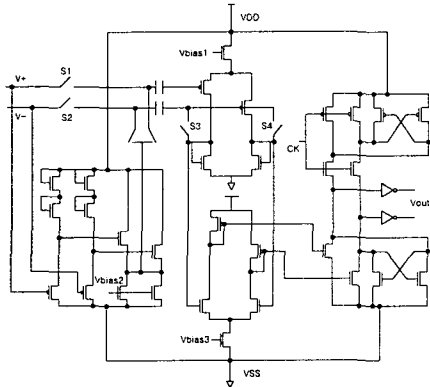 VDD
Vbias1
V+
S1
V-
S2
S3
S4
CK
Vout
Vbias2
Vbias3
VSS